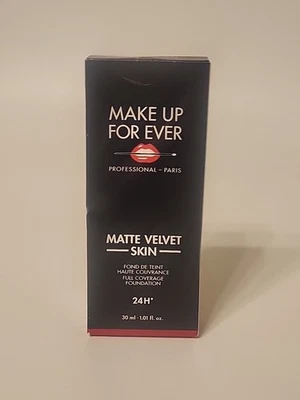 MAKE UP
FOR EVER
PROFESSIONAL – PARIS
MATTE VELVET
SKIN
FOND DE TEINT
HAUTE COUVRANCE
FULL COVERAGE
FOUNDATION
24H*
30 ml · 1.01 fl. oz.